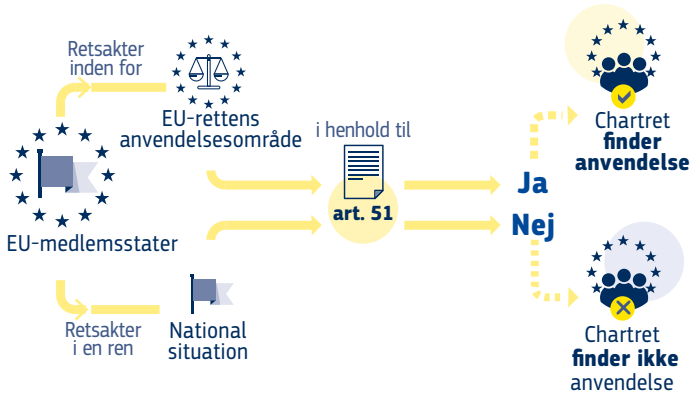 Retsakter
inden for
EU-rettens
anvendelsesområde
EU-medlemsstater
Retsakter
i en ren
National
situation
i henhold til
art. 51
Ja
Nej
Chartret
finder
anvendelse
Chartret
finder ikke
anvendelse